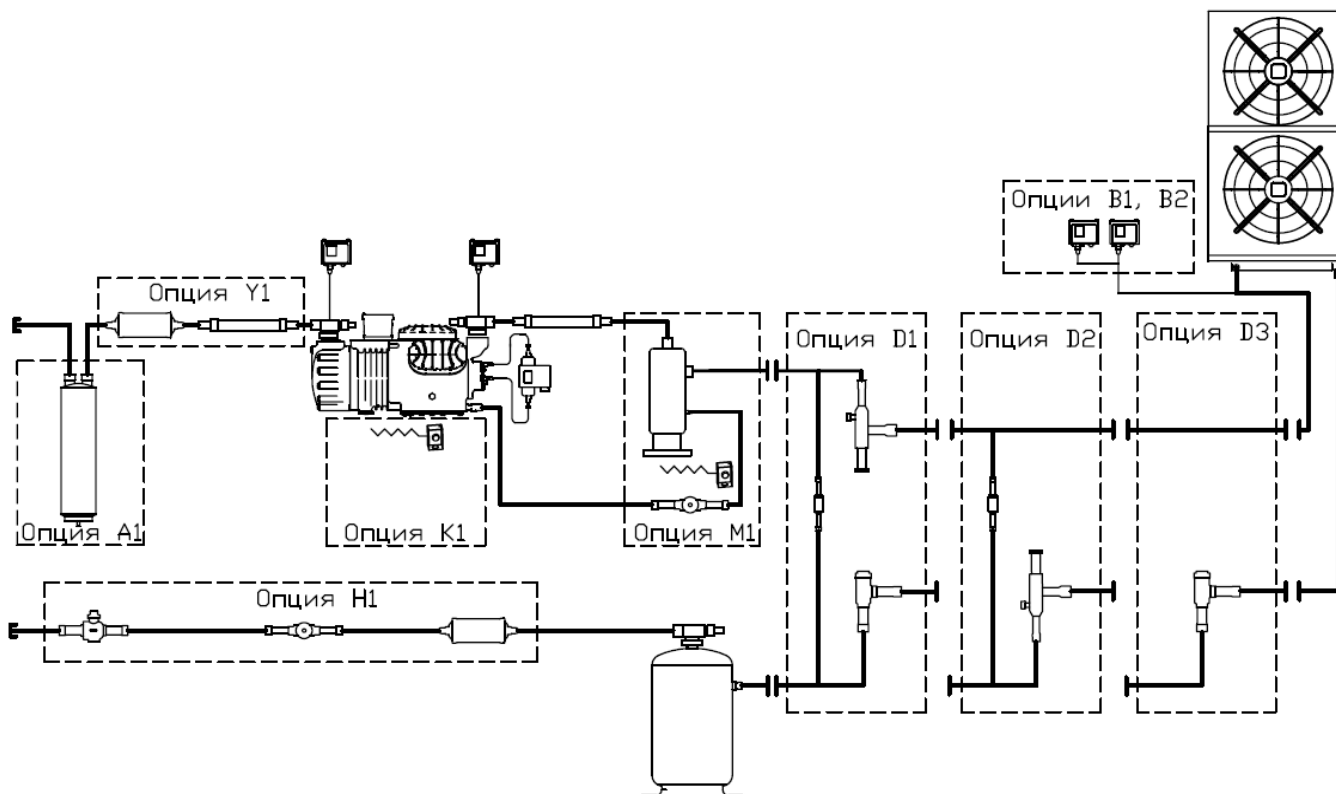 Опции B1, B2
Опция Y1
Опция D1
Опция D2
Опция D3
Опция A1
Опция K1
Опция M1
Опция H1